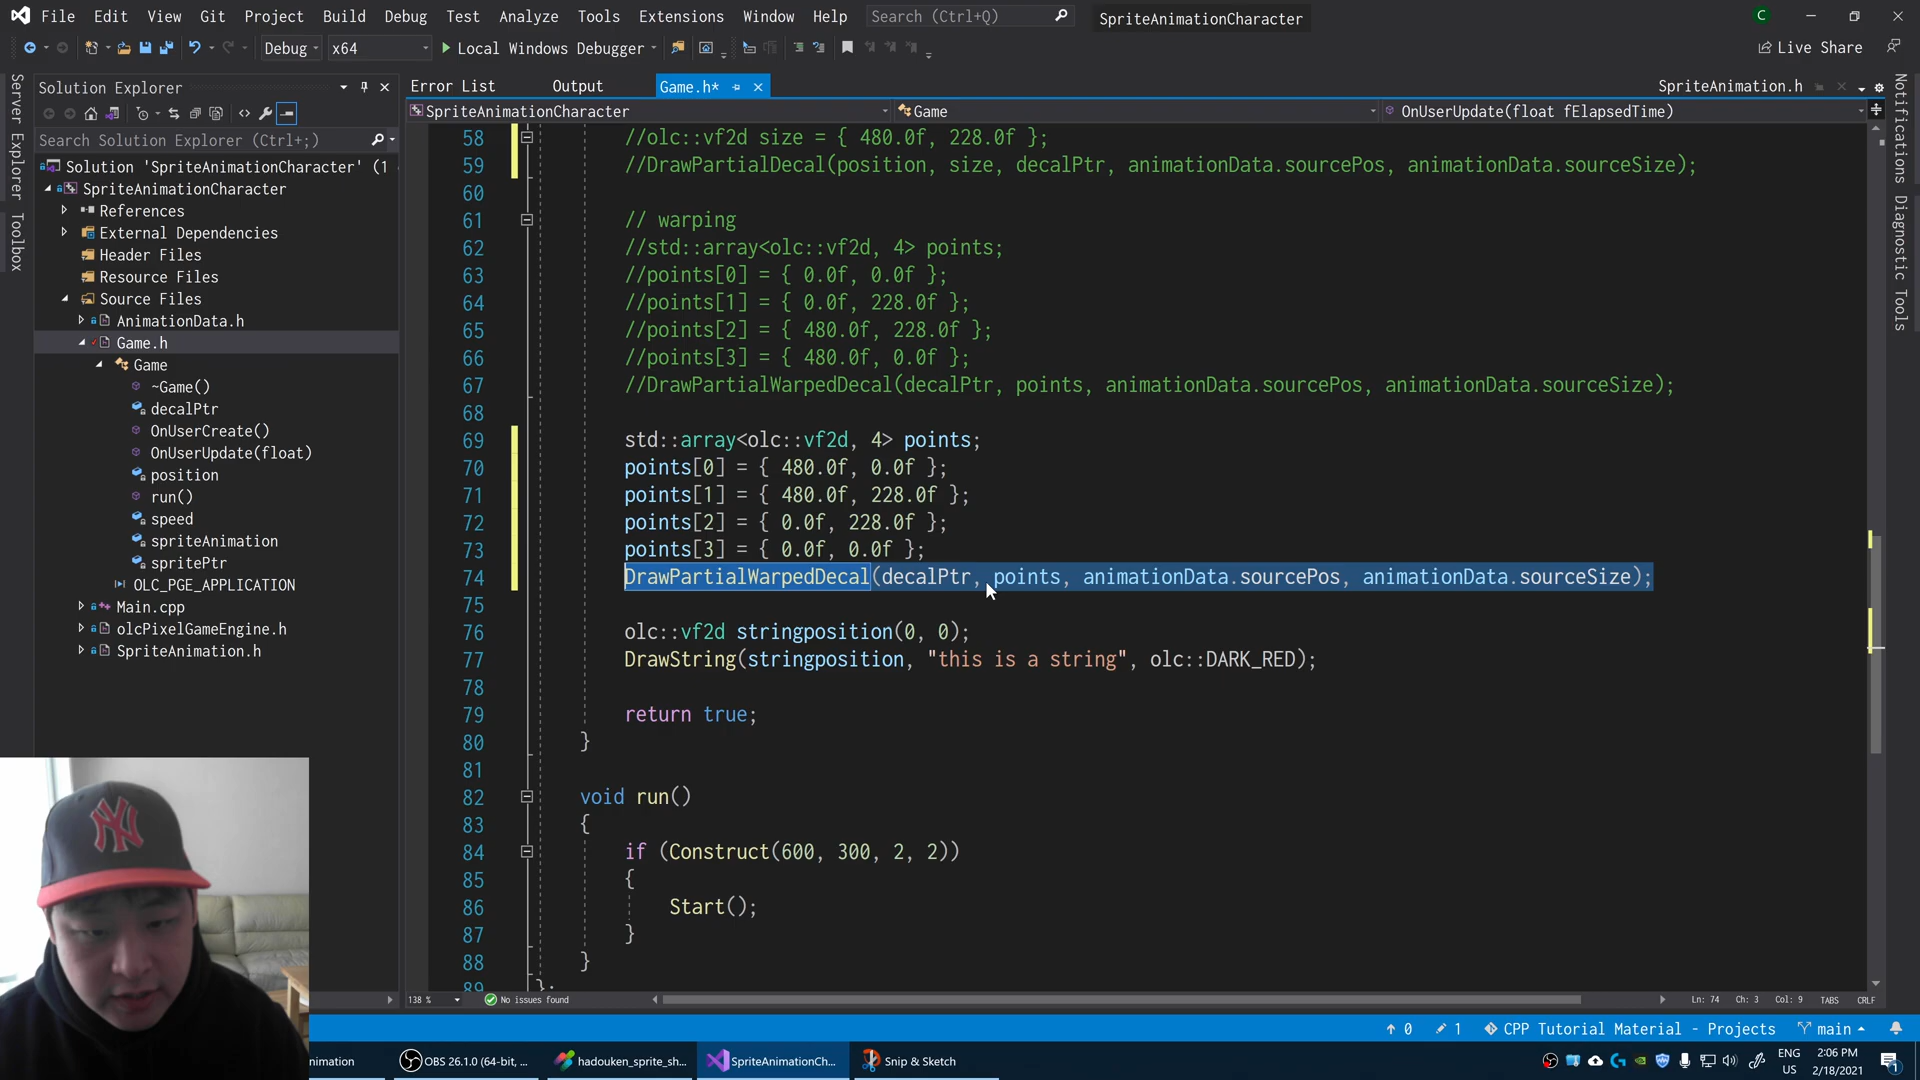 File Edit View Git Project Build Debug Test Analyze Tools Extensions Window Help Search (Ctrl+Q) SpriteAnimationCharacter C
Debug x64 Local Windows Debugger Live Share
Server Explorer Toolbox
Solution Explorer
Search Solution Explorer (Ctrl+;)
Solution 'SpriteAnimationCharacter' (1
SpriteAnimationCharacter
References
External Dependencies
Header Files
Resource Files
Source Files
AnimationData.h
Game.h
Game
~Game()
decalPtr
OnUserCreate()
OnUserUpdate(float)
position
run()
speed
spriteAnimation
spritePtr
OLC_PGE_APPLICATION
Main.cpp
olcPixelGameEngine.h
SpriteAnimation.h
Error List Output Game.h* SpriteAnimation.h
SpriteAnimationCharacter Game OnUserUpdate(float fElapsedTime)
58 //olc::vf2d size = { 480.0f, 228.0f };
59 //DrawPartialDecal(position, size, decalPtr, animationData.sourcePos, animationData.sourceSize);
60
61 // warping
62 //std::array<olc::vf2d, 4> points;
63 //points[0] = { 0.0f, 0.0f };
64 //points[1] = { 0.0f, 228.0f };
65 //points[2] = { 480.0f, 228.0f };
66 //points[3] = { 480.0f, 0.0f };
67 //DrawPartialWarpedDecal(decalPtr, points, animationData.sourcePos, animationData.sourceSize);
68
69 std::array<olc::vf2d, 4> points;
70 points[0] = { 480.0f, 0.0f };
71 points[1] = { 480.0f, 228.0f };
72 points[2] = { 0.0f, 228.0f };
73 points[3] = { 0.0f, 0.0f };
74 DrawPartialWarpedDecal(decalPtr, points, animationData.sourcePos, animationData.sourceSize);
75
76 olc::vf2d stringposition(0, 0);
77 DrawString(stringposition, "this is a string", olc::DARK_RED);
78
79 return true;
80 }
81
82 void run()
83 {
84 if (Construct(600, 300, 2, 2))
85 {
86 Start();
87 }
88 }
89 };
Notifications Diagnostic Tools
138 % No issues found Ln: 74 Ch: 3 Col: 9 TABS CRLF
0 1 CPP Tutorial Material - Projects main
nimation OBS 26.1.0 (64-bit, ... hadouken_sprite_sh... SpriteAnimationCh... Snip & Sketch
ENG US 2:06 PM 2/18/2021 1